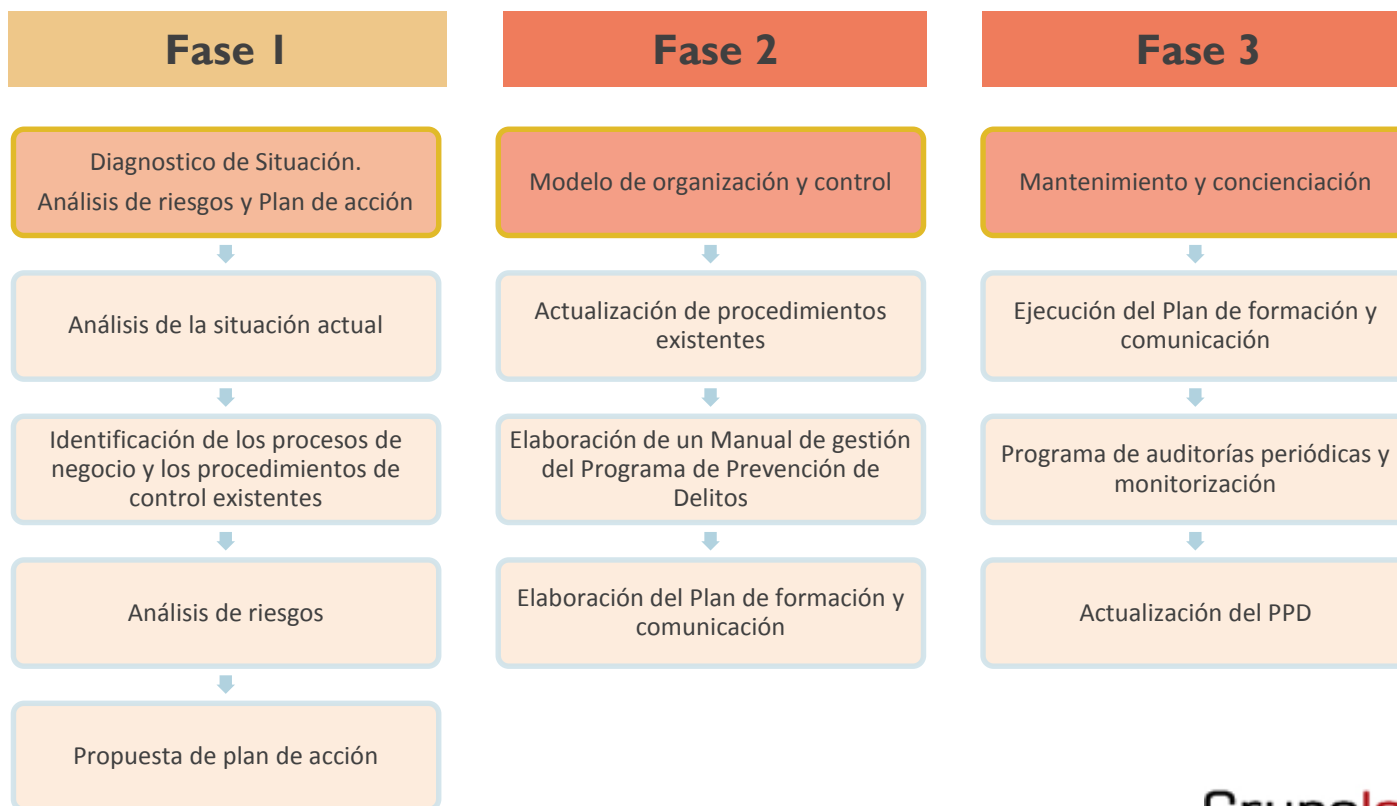 Fase 1
Diagnostico de Situación.
Análisis de riesgos y Plan de acción
Análisis de la situación actual
Identificación de los procesos de
negocio y los procedimientos de
control existentes
Análisis de riesgos
Propuesta de plan de acción
Fase 2
Modelo de organización y control
Actualización de procedimientos
existentes
Elaboración de un Manual de gestión
del Programa de Prevención de
Delitos
Elaboración del Plan de formación y
comunicación
Fase 3
Mantenimiento y concienciación
Ejecución del Plan de formación y
comunicación
Programa de auditorías periódicas y
monitorización
Actualización del PPD